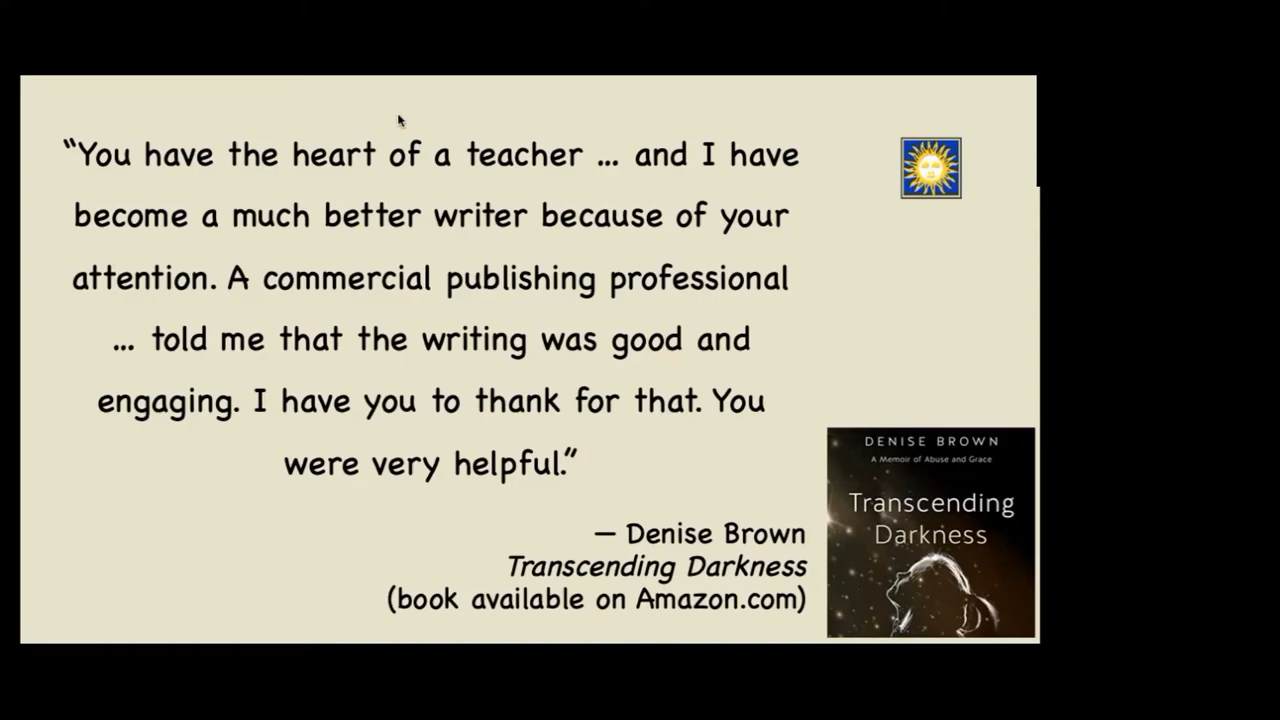 “You have the heart of a teacher ... and I have
become a much better writer because of your
attention. A commercial publishing professional
... told me that the writing was good and
engaging. I have you to thank for that. You
were very helpful.”
— Denise Brown
Transcending Darkness
(book available on Amazon.com)
DENISE BROWN
A Memoir of Abuse and Grace
Transcending
Darkness